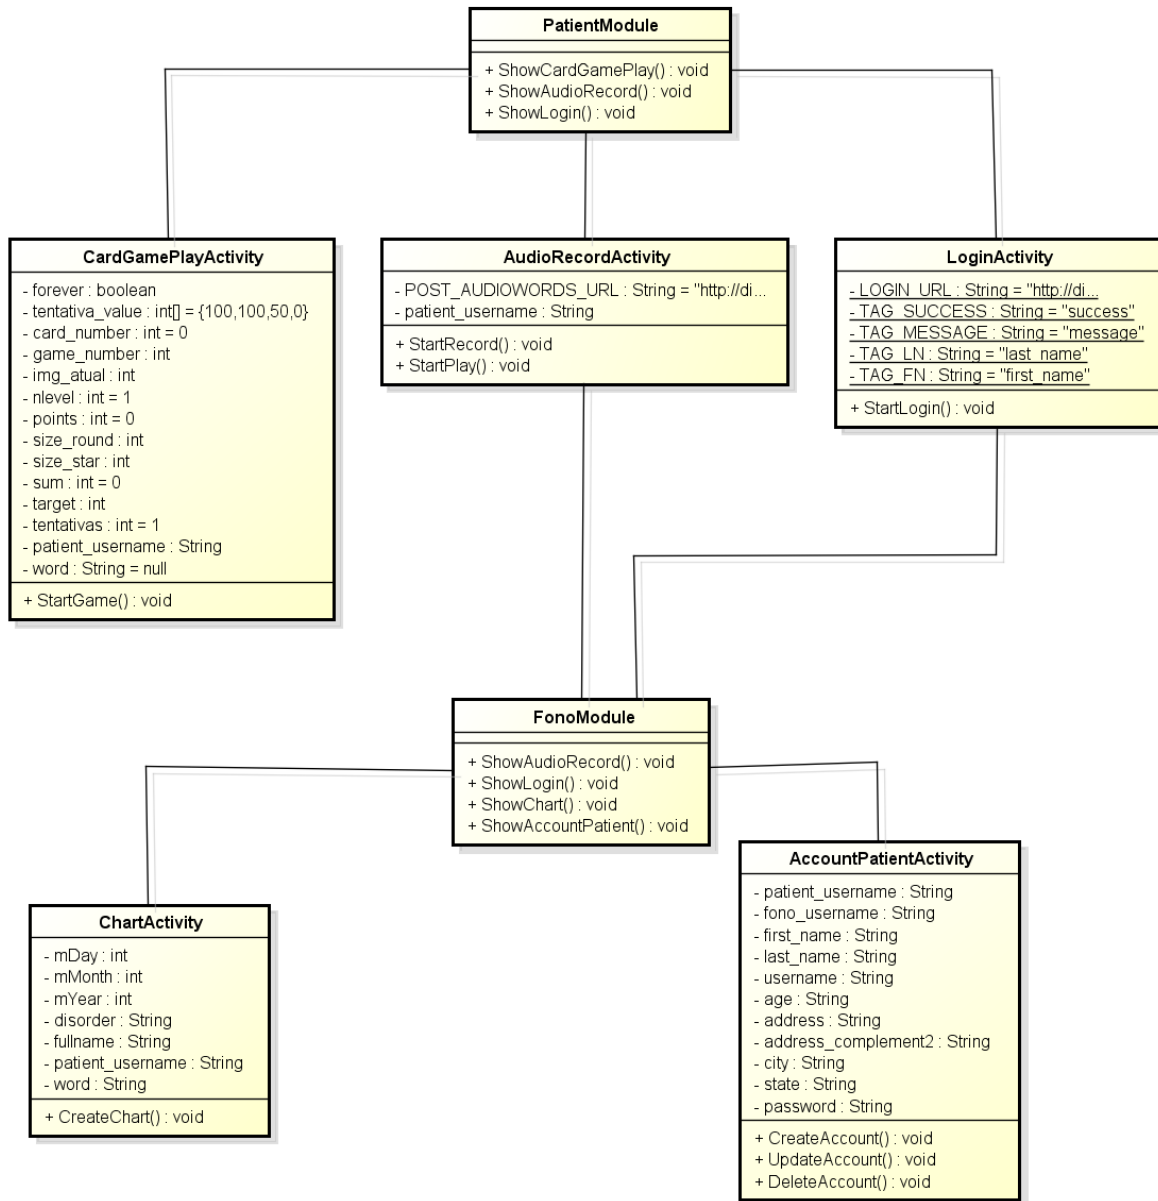 PatientModule
+ ShowCardGamePlay() : void
+ ShowAudioRecord() : void
+ ShowLogin() : void
CardGamePlayActivity
- forever : boolean
- tentativa_value : int[] = {100,100,50,0}
- card_number : int = 0
- game_number : int
- img_atual : int
- nlevel : int = 1
- points : int = 0
- size_round : int
- size_star : int
- sum : int = 0
- target : int
- tentativas : int = 1
- patient_username : String
- word : String = null
+ StartGame() : void
AudioRecordActivity
- POST_AUDIOWORDS_URL : String = "http://di...
- patient_username : String
+ StartRecord() : void
+ StartPlay() : void
LoginActivity
- LOGIN_URL : String = "http://di...
- TAG_SUCCESS : String = "success"
- TAG_MESSAGE : String = "message"
- TAG_LN : String = "last_name"
- TAG_FN : String = "first_name"
+ StartLogin() : void
FonoModule
+ ShowAudioRecord() : void
+ ShowLogin() : void
+ ShowChart() : void
+ ShowAccountPatient() : void
ChartActivity
- mDay : int
- mMonth : int
- mYear : int
- disorder : String
- fullname : String
- patient_username : String
- word : String
+ CreateChart() : void
AccountPatientActivity
- patient_username : String
- fono_username : String
- first_name : String
- last_name : String
- username : String
- age : String
- address : String
- address_complement2 : String
- city : String
- state : String
- password : String
+ CreateAccount() : void
+ UpdateAccount() : void
+ DeleteAccount() : void